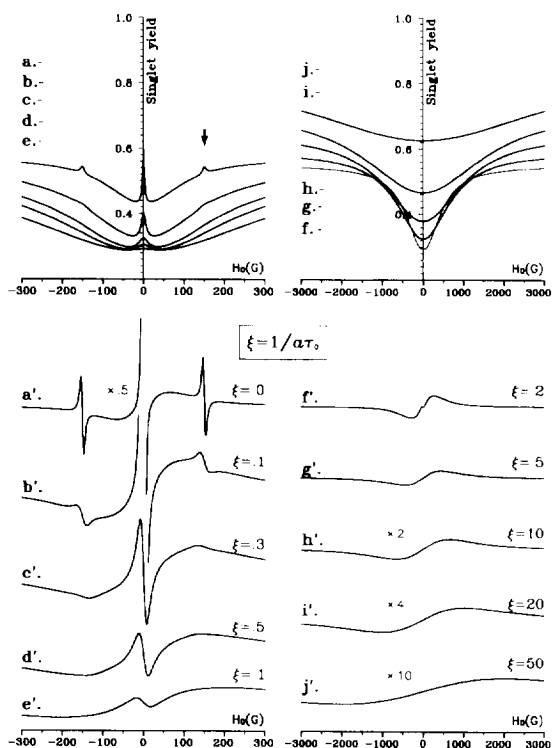 1.0
Singlet yield
0.8
0.6
0.4
a.-
b.-
c.-
d.-
e.-
H₀(G)
-300 -200 -100 0 100 200 300
1.0
Singlet yield
0.8
0.6
j.-
i.-
h.-
g.-
f.-
H₀(G)
-3000 -2000 -1000 0 1000 2000 3000
ξ=1/aτ₀
a'. ×.5 ξ=0
b'. ξ=.1
c'. ξ=.3
d'. ξ=.5
e'. ξ=1
H₀(G)
-300 -200 -100 0 100 200 300
f'. ξ=2
g'. ξ=5
h'. ×2 ξ=10
i'. ×4 ξ=20
j'. ×10 ξ=50
H₀(G)
-3000 -2000 -1000 0 1000 2000 3000